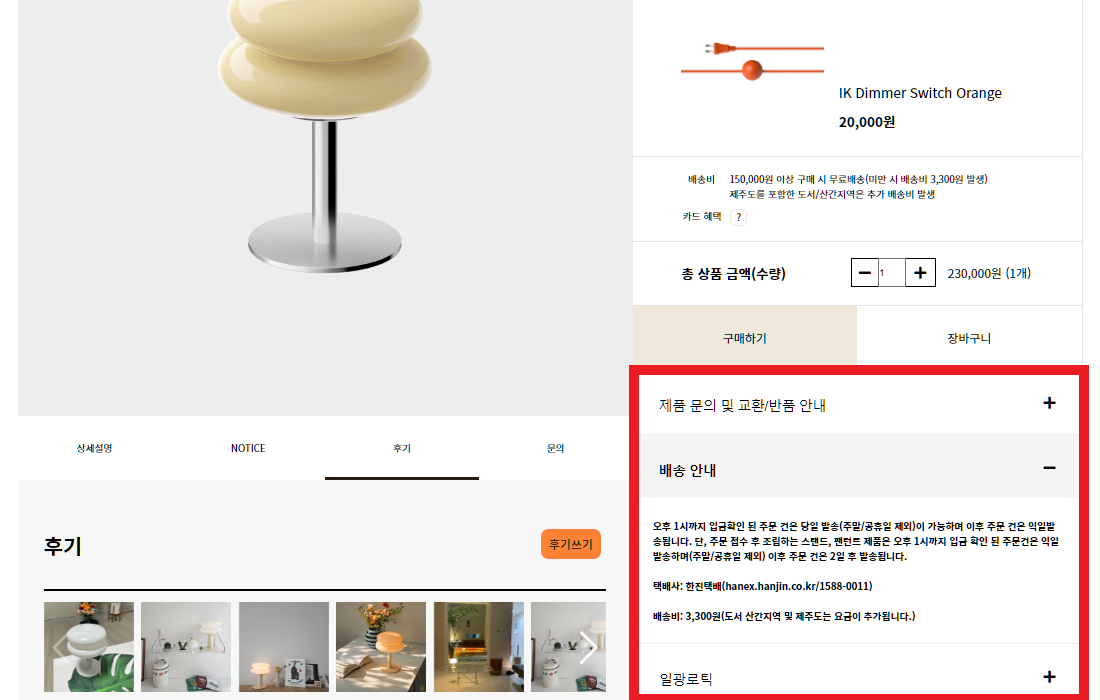 IK Dimmer Switch Orange
20,000원
배송비 150,000원 이상 구매 시 무료배송(미만 시 배송비 3,300원 발생)
제주도를 포함한 도서/산간지역은 추가 배송비 발생
카드 혜택 ?
총 상품 금액(수량) 1 230,000원 (1개)
구매하기 장바구니
제품 문의 및 교환/반품 안내 +
배송 안내 −
오후 1시까지 입금확인 된 주문 건은 당일 발송(주말/공휴일 제외)이 가능하며 이후 주문 건은 익일발
송됩니다. 단, 주문 접수 후 조립하는 스탠드, 팬던트 제품은 오후 1시까지 입금 확인 된 주문건은 익일
발송하며(주말/공휴일 제외) 이후 주문 건은 2일 후 발송됩니다.
택배사: 한진택배(hanex.hanjin.co.kr/1588-0011)
배송비: 3,300원(도서 산간지역 및 제주도는 요금이 추가됩니다.)
일광로틱 +
상세설명 NOTICE 후기 문의
후기 후기쓰기